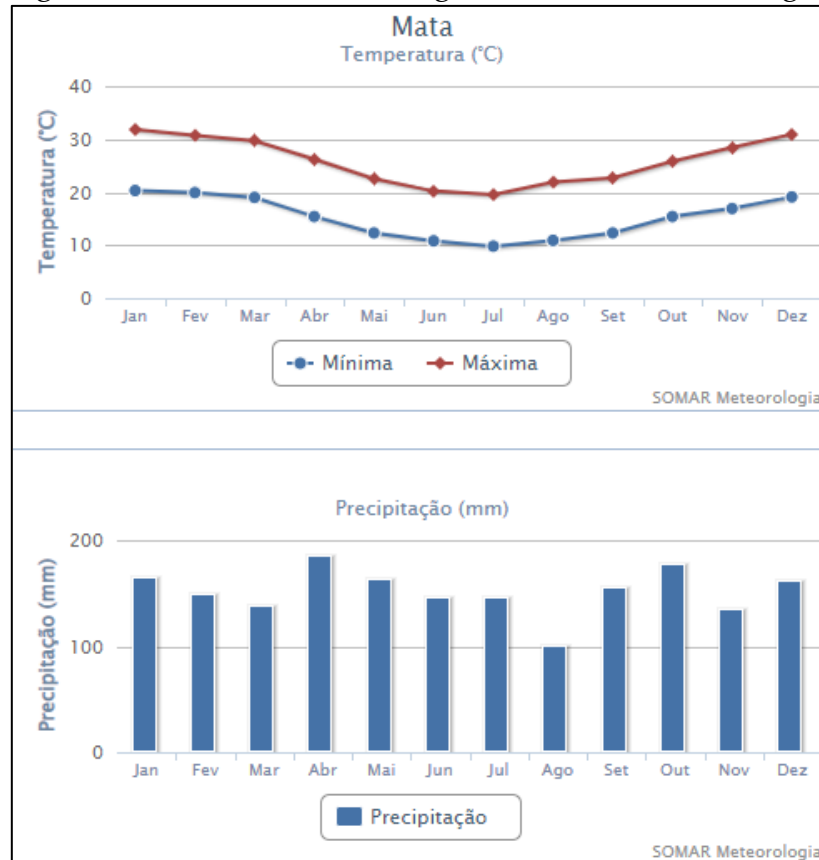 Mata
Temperatura (°C)
Temperatura (°C)
40
30
20
10
0
Jan Fev Mar Abr Mai Jun Jul Ago Set Out Nov Dez
Mínima Máxima
SOMAR Meteorologia
Precipitação (mm)
Precipitação (mm)
200
100
0
Jan Fev Mar Abr Mai Jun Jul Ago Set Out Nov Dez
Precipitação
SOMAR Meteorologia